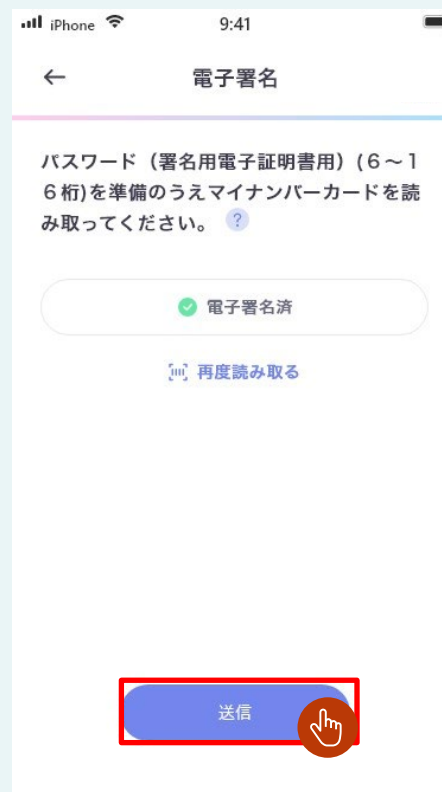 iPhone 9:41
電子署名
パスワード（署名用電子証明書用）(６～１
６桁)を準備のうえマイナンバーカードを読
み取ってください。 ?
電子署名済
再度読み取る
送信